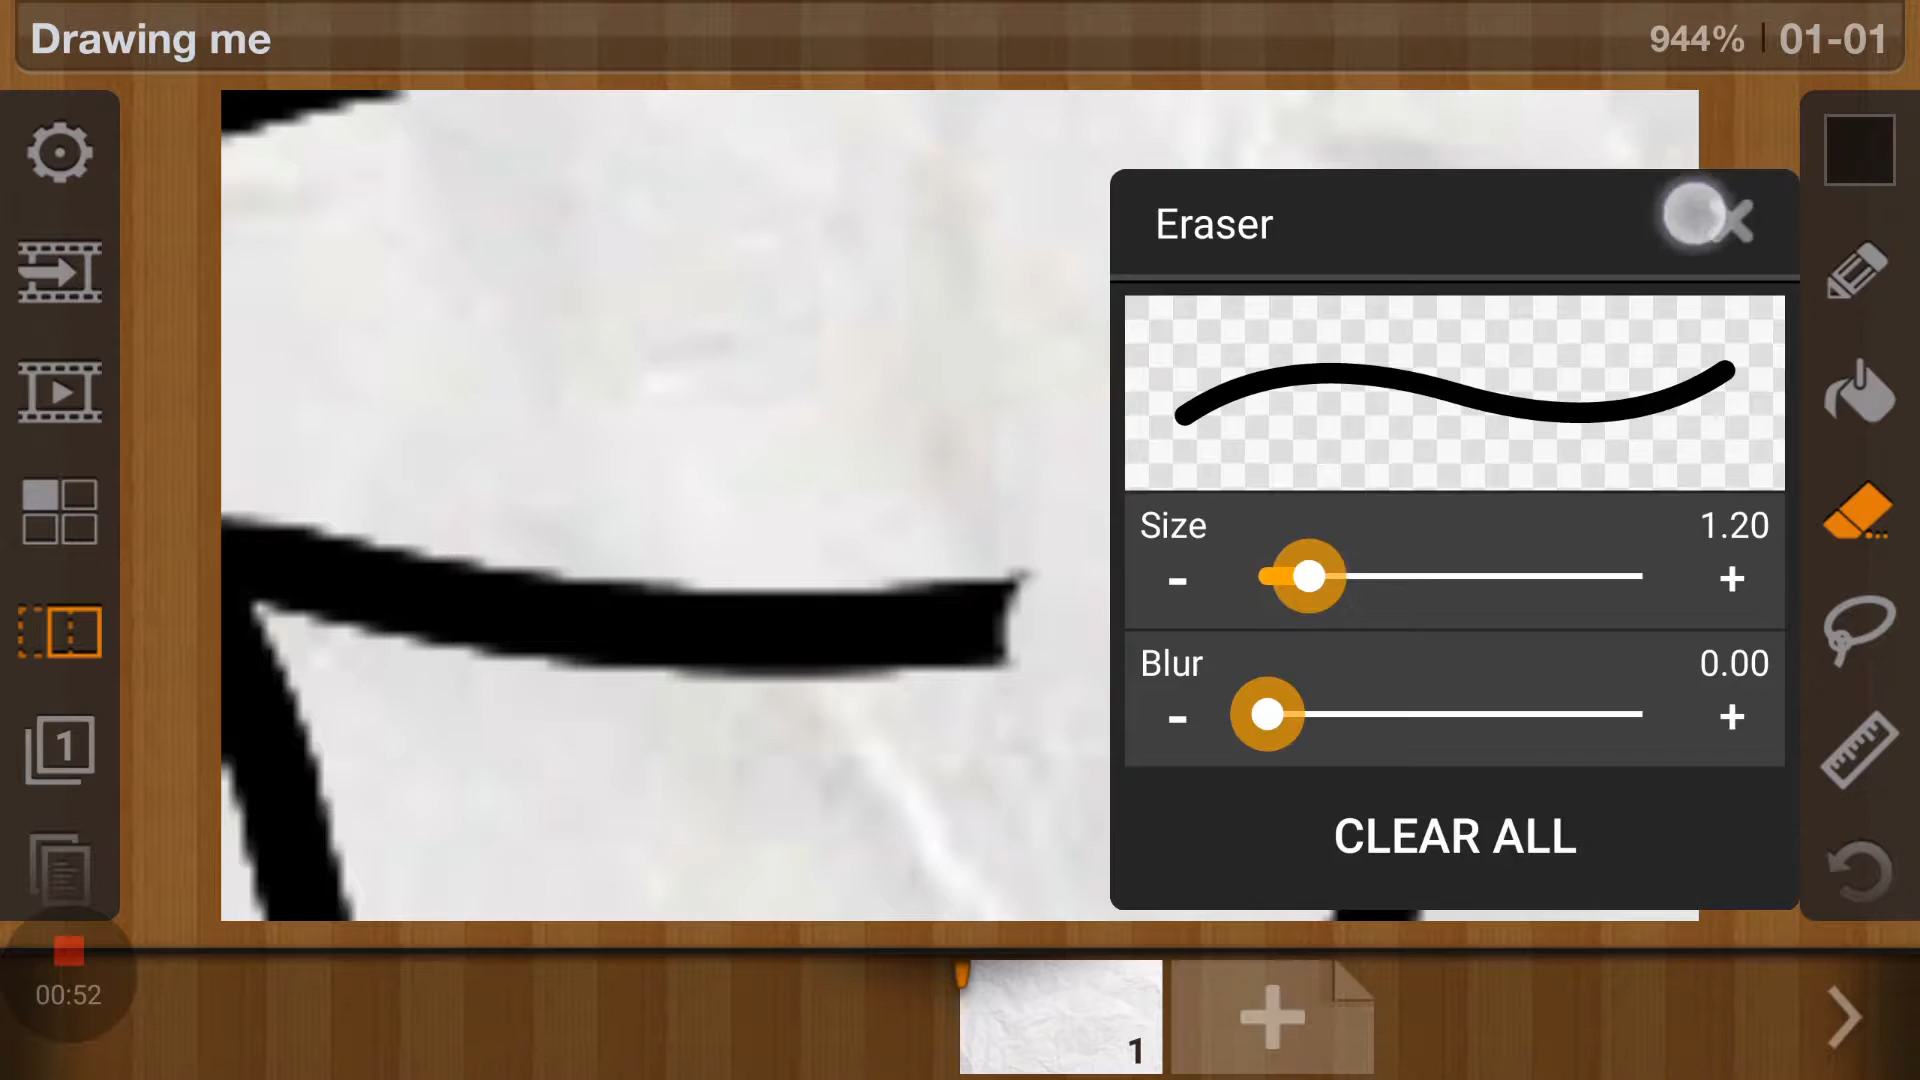 Drawing me
944% | 01-01
Eraser
Size
1.20
-
+
Blur
0.00
-
+
CLEAR ALL
1
00:52
1